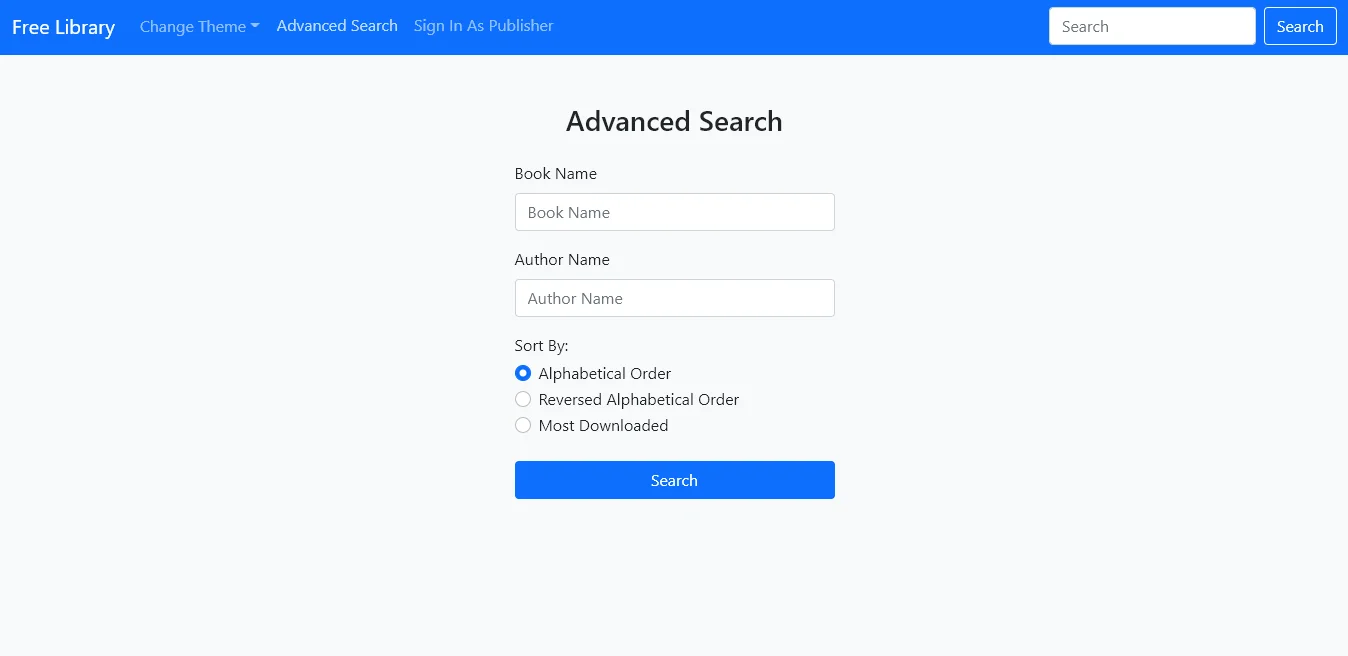 Free Library Change Theme Advanced Search Sign In As Publisher Search Search
Advanced Search
Book Name
Book Name
Author Name
Author Name
Sort By:
Alphabetical Order
Reversed Alphabetical Order
Most Downloaded
Search